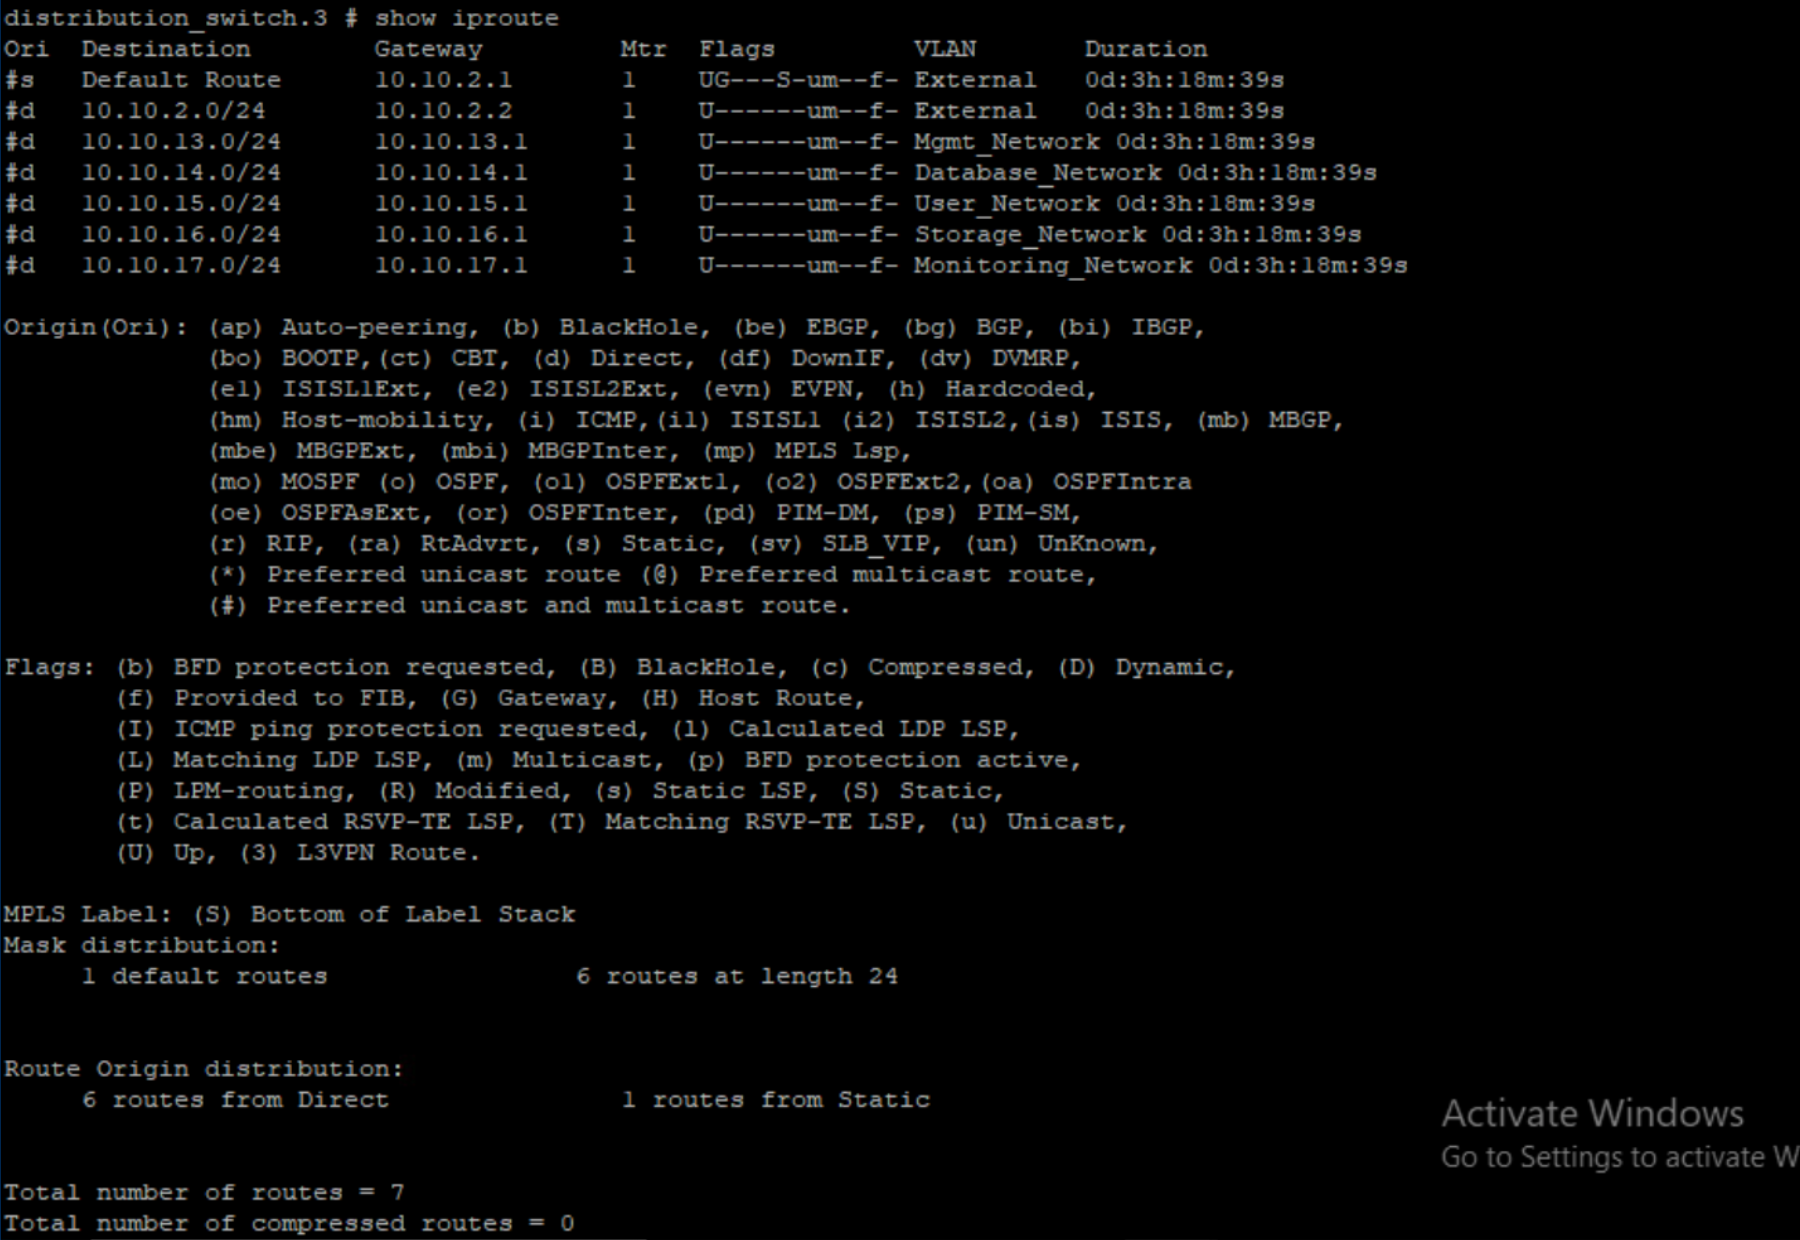 distribution_switch.3 # show iproute
Ori  Destination        Gateway         Mtr  Flags         VLAN       Duration
#s   Default Route      10.10.2.1       1    UG---S-um--f- External   0d:3h:18m:39s
#d   10.10.2.0/24       10.10.2.2       1    U------um--f- External   0d:3h:18m:39s
#d   10.10.13.0/24      10.10.13.1      1    U------um--f- Mgmt_Network 0d:3h:18m:39s
#d   10.10.14.0/24      10.10.14.1      1    U------um--f- Database_Network 0d:3h:18m:39s
#d   10.10.15.0/24      10.10.15.1      1    U------um--f- User_Network 0d:3h:18m:39s
#d   10.10.16.0/24      10.10.16.1      1    U------um--f- Storage_Network 0d:3h:18m:39s
#d   10.10.17.0/24      10.10.17.1      1    U------um--f- Monitoring_Network 0d:3h:18m:39s
Origin(Ori): (ap) Auto-peering, (b) BlackHole, (be) EBGP, (bg) BGP, (bi) IBGP,
(bo) BOOTP,(ct) CBT, (d) Direct, (df) DownIF, (dv) DVMRP,
(e1) ISISL1Ext, (e2) ISISL2Ext, (evn) EVPN, (h) Hardcoded,
(hm) Host-mobility, (i) ICMP,(i1) ISISL1 (i2) ISISL2,(is) ISIS, (mb) MBGP,
(mbe) MBGPExt, (mbi) MBGPInter, (mp) MPLS Lsp,
(mo) MOSPF (o) OSPF, (o1) OSPFExt1, (o2) OSPFExt2,(oa) OSPFIntra
(oe) OSPFAsExt, (or) OSPFInter, (pd) PIM-DM, (ps) PIM-SM,
(r) RIP, (ra) RtAdvrt, (s) Static, (sv) SLB_VIP, (un) UnKnown,
(*) Preferred unicast route (@) Preferred multicast route,
(#) Preferred unicast and multicast route.
Flags: (b) BFD protection requested, (B) BlackHole, (c) Compressed, (D) Dynamic,
(f) Provided to FIB, (G) Gateway, (H) Host Route,
(I) ICMP ping protection requested, (l) Calculated LDP LSP,
(L) Matching LDP LSP, (m) Multicast, (p) BFD protection active,
(P) LPM-routing, (R) Modified, (s) Static LSP, (S) Static,
(t) Calculated RSVP-TE LSP, (T) Matching RSVP-TE LSP, (u) Unicast,
(U) Up, (3) L3VPN Route.
MPLS Label: (S) Bottom of Label Stack
Mask distribution:
1 default routes                6 routes at length 24
Route Origin distribution:
6 routes from Direct               1 routes from Static
Activate Windows
Go to Settings to activate W
Total number of routes = 7
Total number of compressed routes = 0